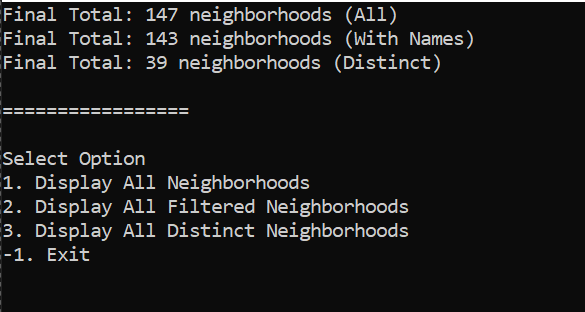 Final Total: 147 neighborhoods (All)
Final Total: 143 neighborhoods (With Names)
Final Total: 39 neighborhoods (Distinct)
=================
Select Option
1. Display All Neighborhoods
2. Display All Filtered Neighborhoods
3. Display All Distinct Neighborhoods
-1. Exit